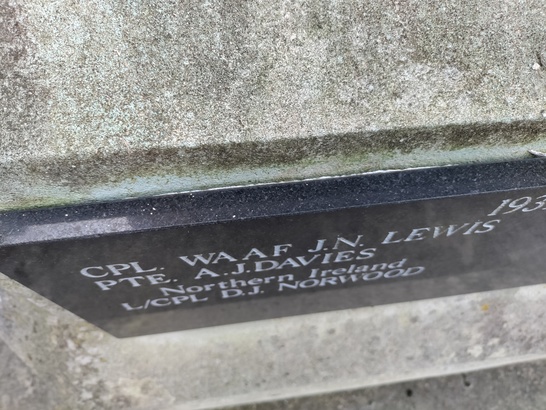 193
CPL. WAAF J.N. LEWIS
PTE. A.J. DAVIES
Northern Ireland
L/CPL D.J. NORWOOD